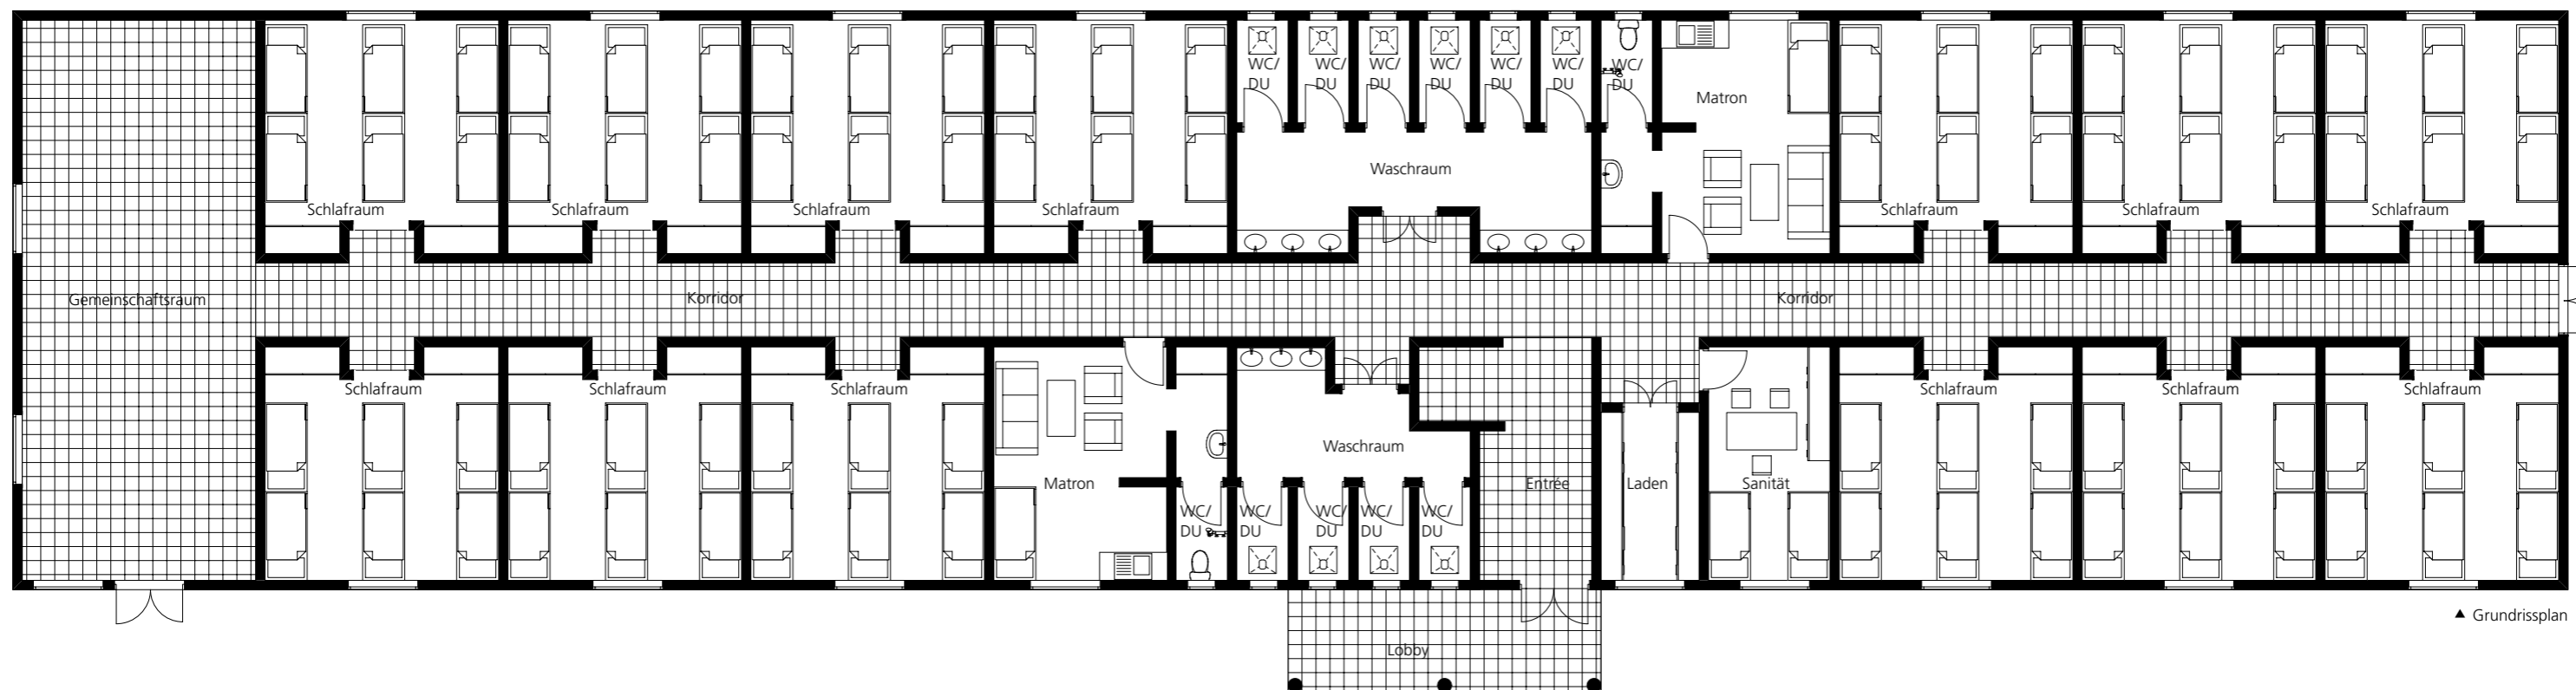 WC/
DU
WC/
DU
WC/
DU
WC/
DU
WC/
DU
WC/
DU
WC/
DU
Matron
Waschraum
Schlafraum
Schlafraum
Schlafraum
Schlafraum
Schlafraum
Schlafraum
Schlafraum
Gemeinschaftsraum
Korridor
Korridor
Schlafraum
Schlafraum
Schlafraum
Schlafraum
Schlafraum
Schlafraum
Waschraum
Matron
Entrée
Laden
Sanität
WC/
DU
WC/
DU
WC/
DU
WC/
DU
WC/
DU
▲ Grundrissplan
Lobby